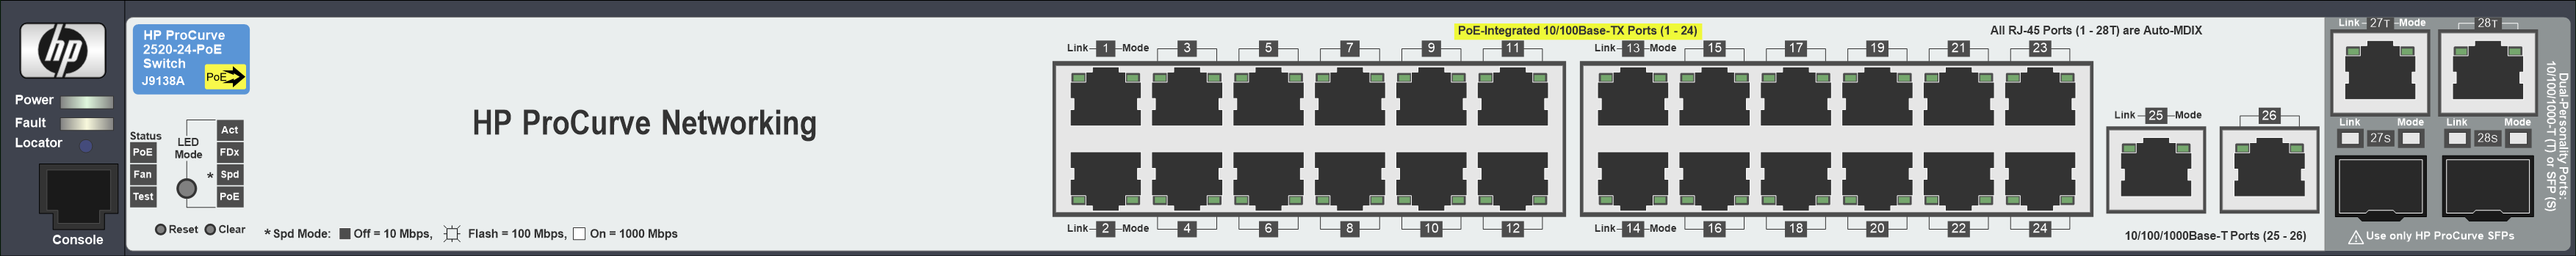 hp
Power
Fault
Locator
Console
HP ProCurve
2520-24-PoE
Switch
J9138A
PoE
Status
PoE
Fan
Test
LED
Mode
Act
FDx
* Spd
PoE
Reset
Clear
* Spd Mode: Off = 10 Mbps, Flash = 100 Mbps, On = 1000 Mbps
HP ProCurve Networking
PoE-Integrated 10/100Base-TX Ports (1 - 24)
All RJ-45 Ports (1 - 28T) are Auto-MDIX
Link 1 Mode 3 5 7 9 11
Link 13 Mode 15 17 19 21 23
Link 2 Mode 4 6 8 10 12
Link 14 Mode 16 18 20 22 24
Link 25 Mode 26
10/100/1000Base-T Ports (25 - 26)
Link 27T Mode 28T
Link Mode Link Mode
27S 28S
Dual-Personality Ports:
10/100/1000-T (T) or SFP (S)
Use only HP ProCurve SFPs